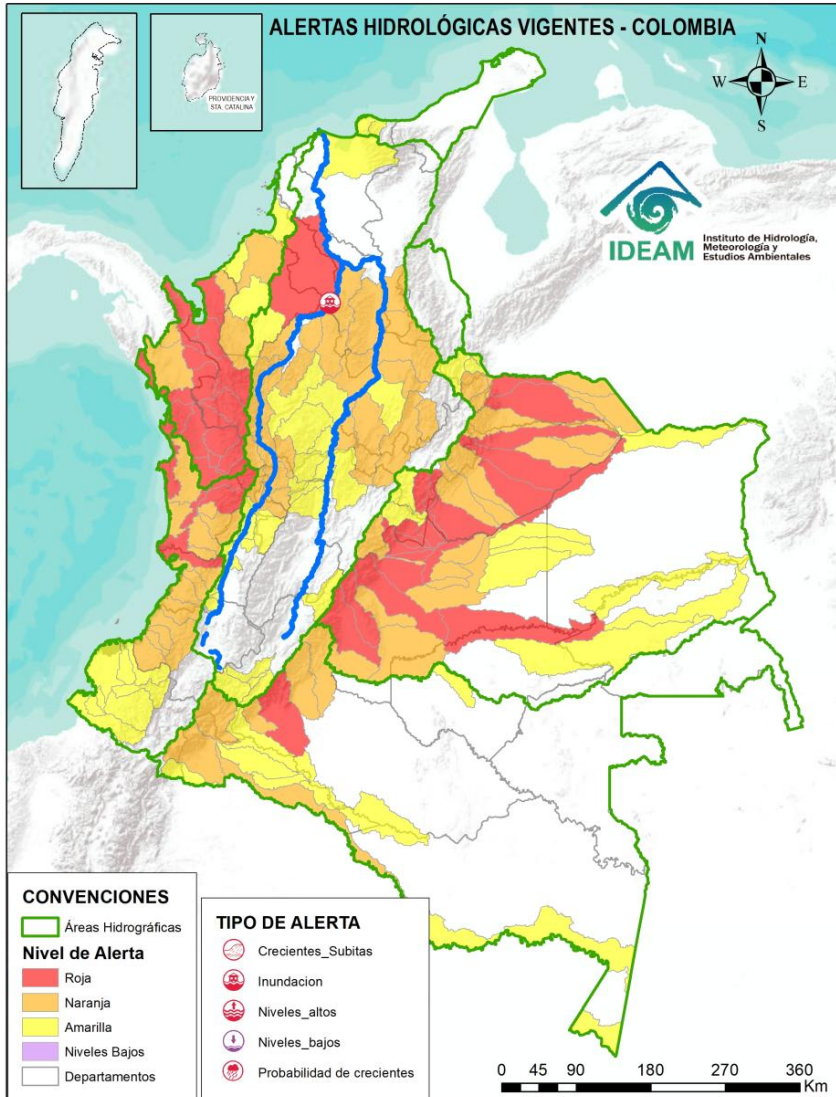 ALERTAS HIDROLÓGICAS VIGENTES - COLOMBIA
PROVIDENCIA Y
STA. CATALINA
N
W
E
S
IDEAM
Instituto de Hidrología,
Meteorología y
Estudios Ambientales
CONVENCIONES
Áreas Hidrográficas
Nivel de Alerta
Roja
Naranja
Amarilla
Niveles Bajos
Departamentos
TIPO DE ALERTA
Crecientes_Subitas
Inundacion
Niveles_altos
Niveles_bajos
Probabilidad de crecientes
0 45 90 180 270 360
Km